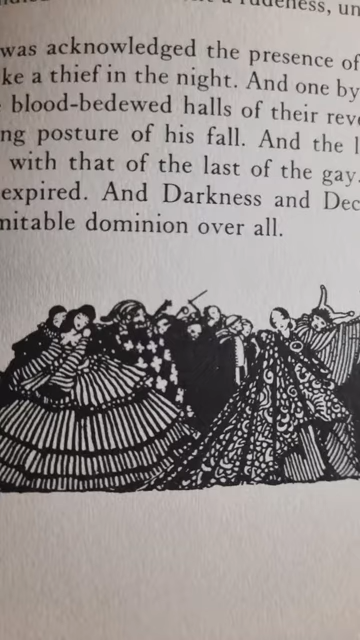 a rudeness, un
was acknowledged the presence of
ke a thief in the night. And one by
blood-bedewed halls of their reve
ng posture of his fall. And the l
with that of the last of the gay.
expired. And Darkness and Dec
mitable dominion over all.